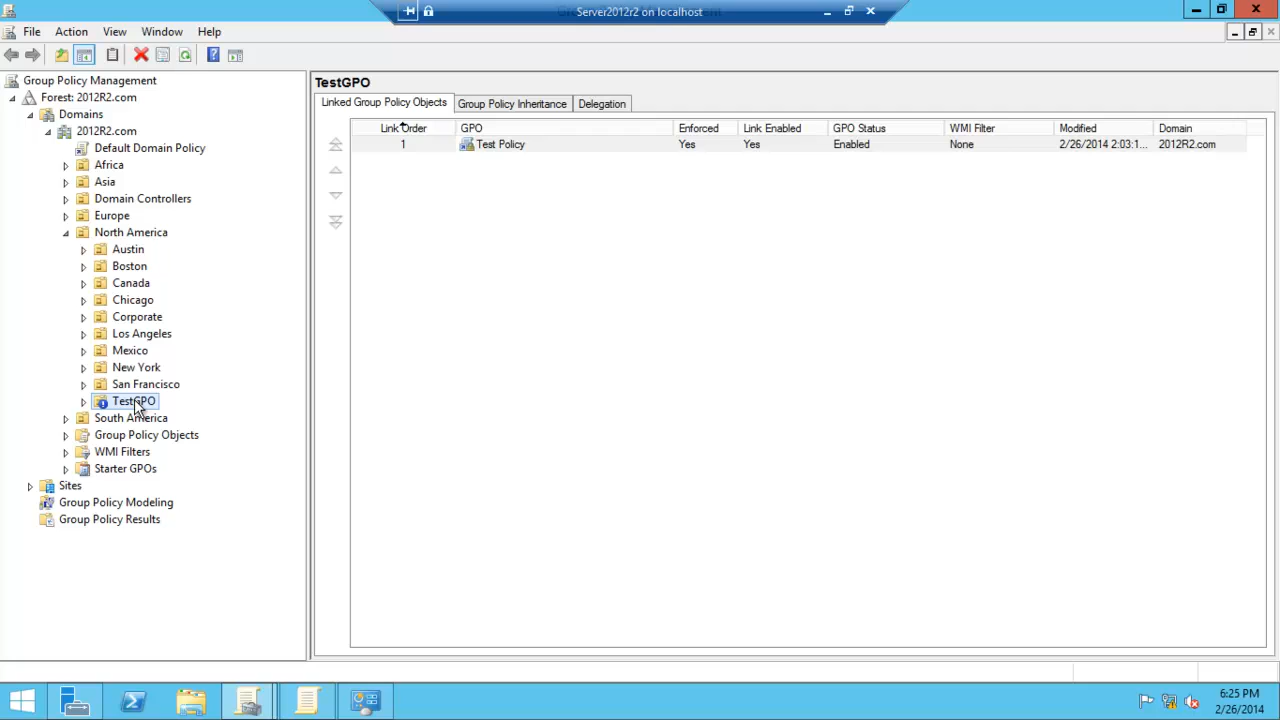 Server2012r2 on localhost
File Action View Window Help
Group Policy Management
Forest: 2012R2.com
Domains
2012R2.com
Default Domain Policy
Africa
Asia
Domain Controllers
Europe
North America
Austin
Boston
Canada
Chicago
Corporate
Los Angeles
Mexico
New York
San Francisco
TestGPO
South America
Group Policy Objects
WMI Filters
Starter GPOs
Sites
Group Policy Modeling
Group Policy Results
TestGPO
Linked Group Policy Objects Group Policy Inheritance Delegation
Link Order GPO Enforced Link Enabled GPO Status WMI Filter Modified Domain
1 Test Policy Yes Yes Enabled None 2/26/2014 2:03:1... 2012R2.com
6:25 PM
2/26/2014